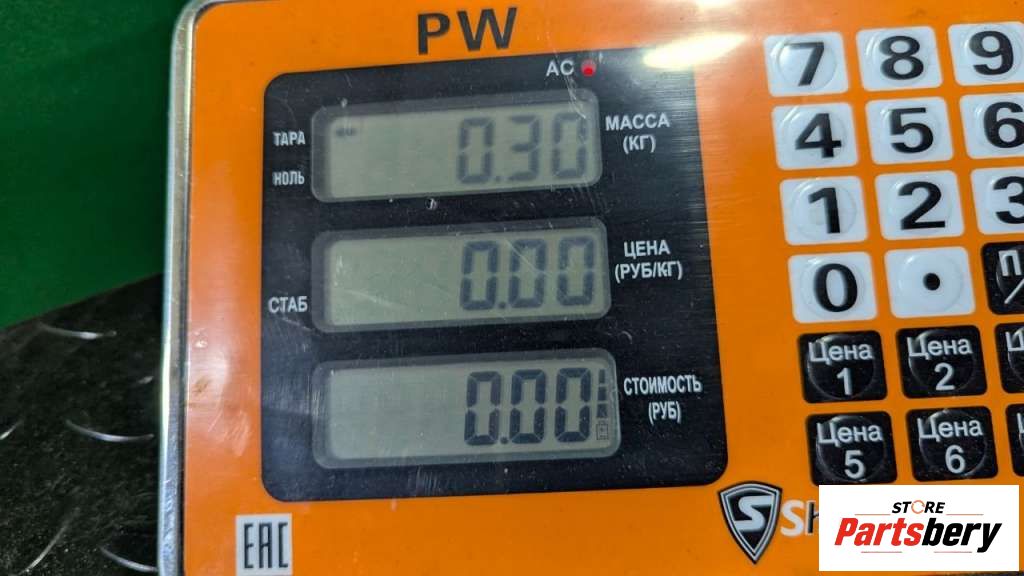 PW
AC
ТАРА
НОЛЬ
0.30
МАССА
(КГ)
0.00
ЦЕНА
(РУБ/КГ)
СТАБ
0.00
СТОИМОСТЬ
(РУБ)
7 8 9
4 5 6
1 2 3
0 .
Цена
1
Цена
2
Цена
5
Цена
6
EAC
S
STORE
Partsbery